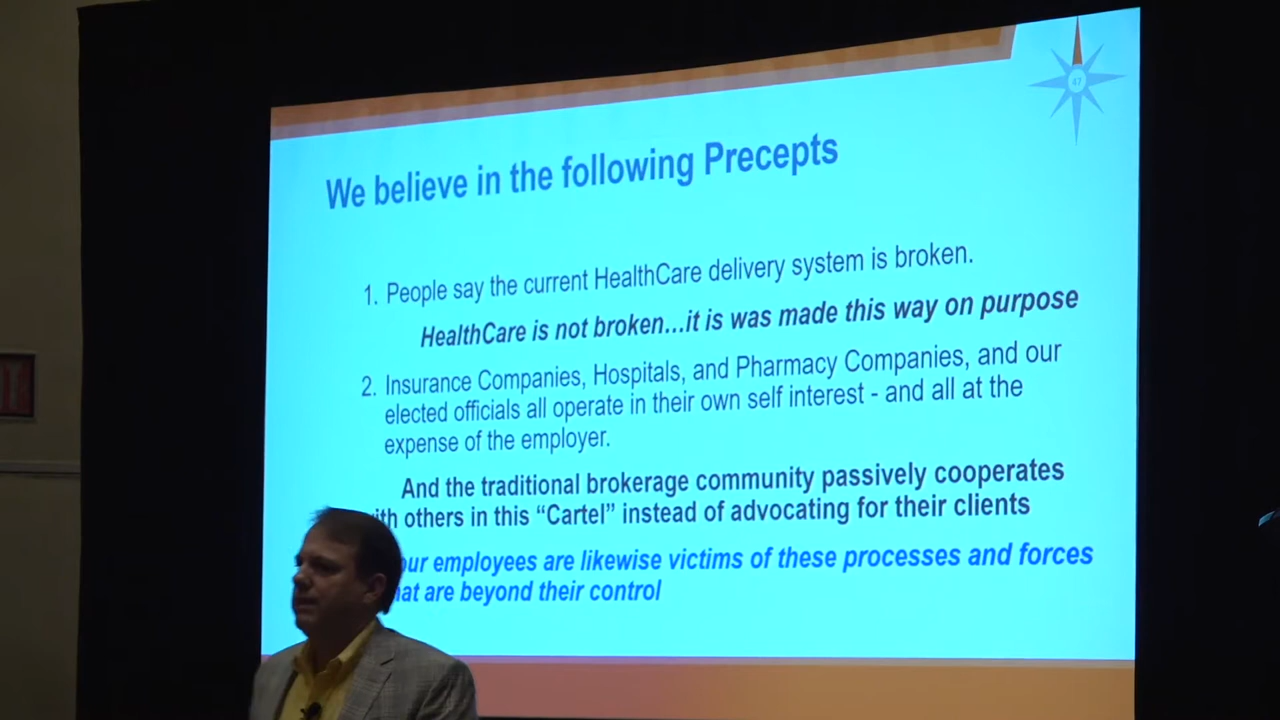 47
We believe in the following Precepts
1. People say the current HealthCare delivery system is broken.
HealthCare is not broken...it is was made this way on purpose
2. Insurance Companies, Hospitals, and Pharmacy Companies, and our
elected officials all operate in their own self interest - and all at the
expense of the employer.
And the traditional brokerage community passively cooperates
others in this “Cartel” instead of advocating for their clients
employees are likewise victims of these processes and forces
are beyond their control